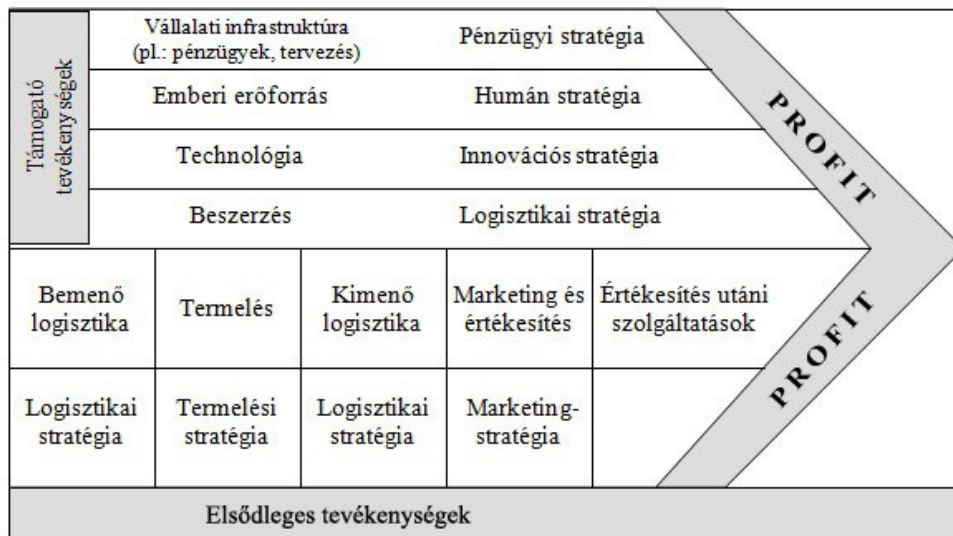 Támogató
tevékenységek
Vállalati infrastruktúra
(pl.: pénzügyek, tervezés)
Pénzügyi stratégia
Emberi erőforrás
Humán stratégia
Technológia
Innovációs stratégia
Beszerzés
Logisztikai stratégia
PROFIT
Bemenő
logisztika
Termelés
Kimenő
logisztika
Marketing és
értékesítés
Értékesítés utáni
szolgáltatások
PROFIT
Logisztikai
stratégia
Termelési
stratégia
Logisztikai
stratégia
Marketing-
stratégia
Elsődleges tevékenységek